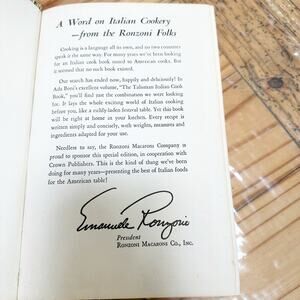 A Word on Italian Cookery
—from the Ronzoni Folks
Cooking is a language all its own, and no two countries
speak it the same way. For many years we've been looking
for an Italian cook book suited to American cooks. But
it seemed that no such book existed.
Our search has ended now, happily and deliciously! In
Ada Boni's excellent volume, "The Talisman Italian Cook
Book," you'll find just the combination we were looking
for. It lays the whole exciting world of Italian cooking
before you, like a richly-laden festival table. Yet this book
will be right at home in your kitchen. Every recipe is
written simply and concisely, with weights, measures and
ingredients adapted for your use.
Needless to say, the Ronzoni Macaroni Company is
proud to sponsor this special edition, in cooperation with
Crown Publishers. This is the kind of thing we've been
doing for many years—presenting the best of Italian foods
for the American table!
Emanuele Ronzoni
President
Ronzoni Macaroni Co., Inc.